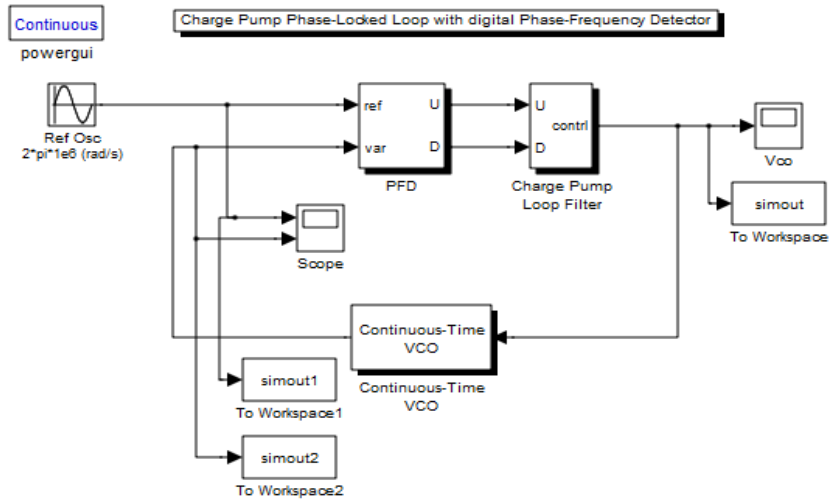 Continuous
powergui
Charge Pump Phase-Locked Loop with digital Phase-Frequency Detector
Ref Osc
2*pi*1e6 (rad/s)
ref
var
U
D
PFD
U
D
contrl
Charge Pump
Loop Filter
Vco
simout
To Workspace
Scope
Continuous-Time
VCO
Continuous-Time
VCO
simout1
To Workspace1
simout2
To Workspace2